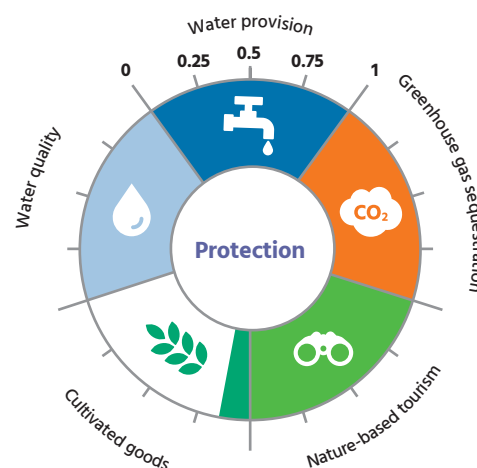 Water provision
0
0.25
0.5
0.75
1
Greenhouse gas sequestration
Water quality
CO₂
Protection
Cultivated goods
Nature-based tourism